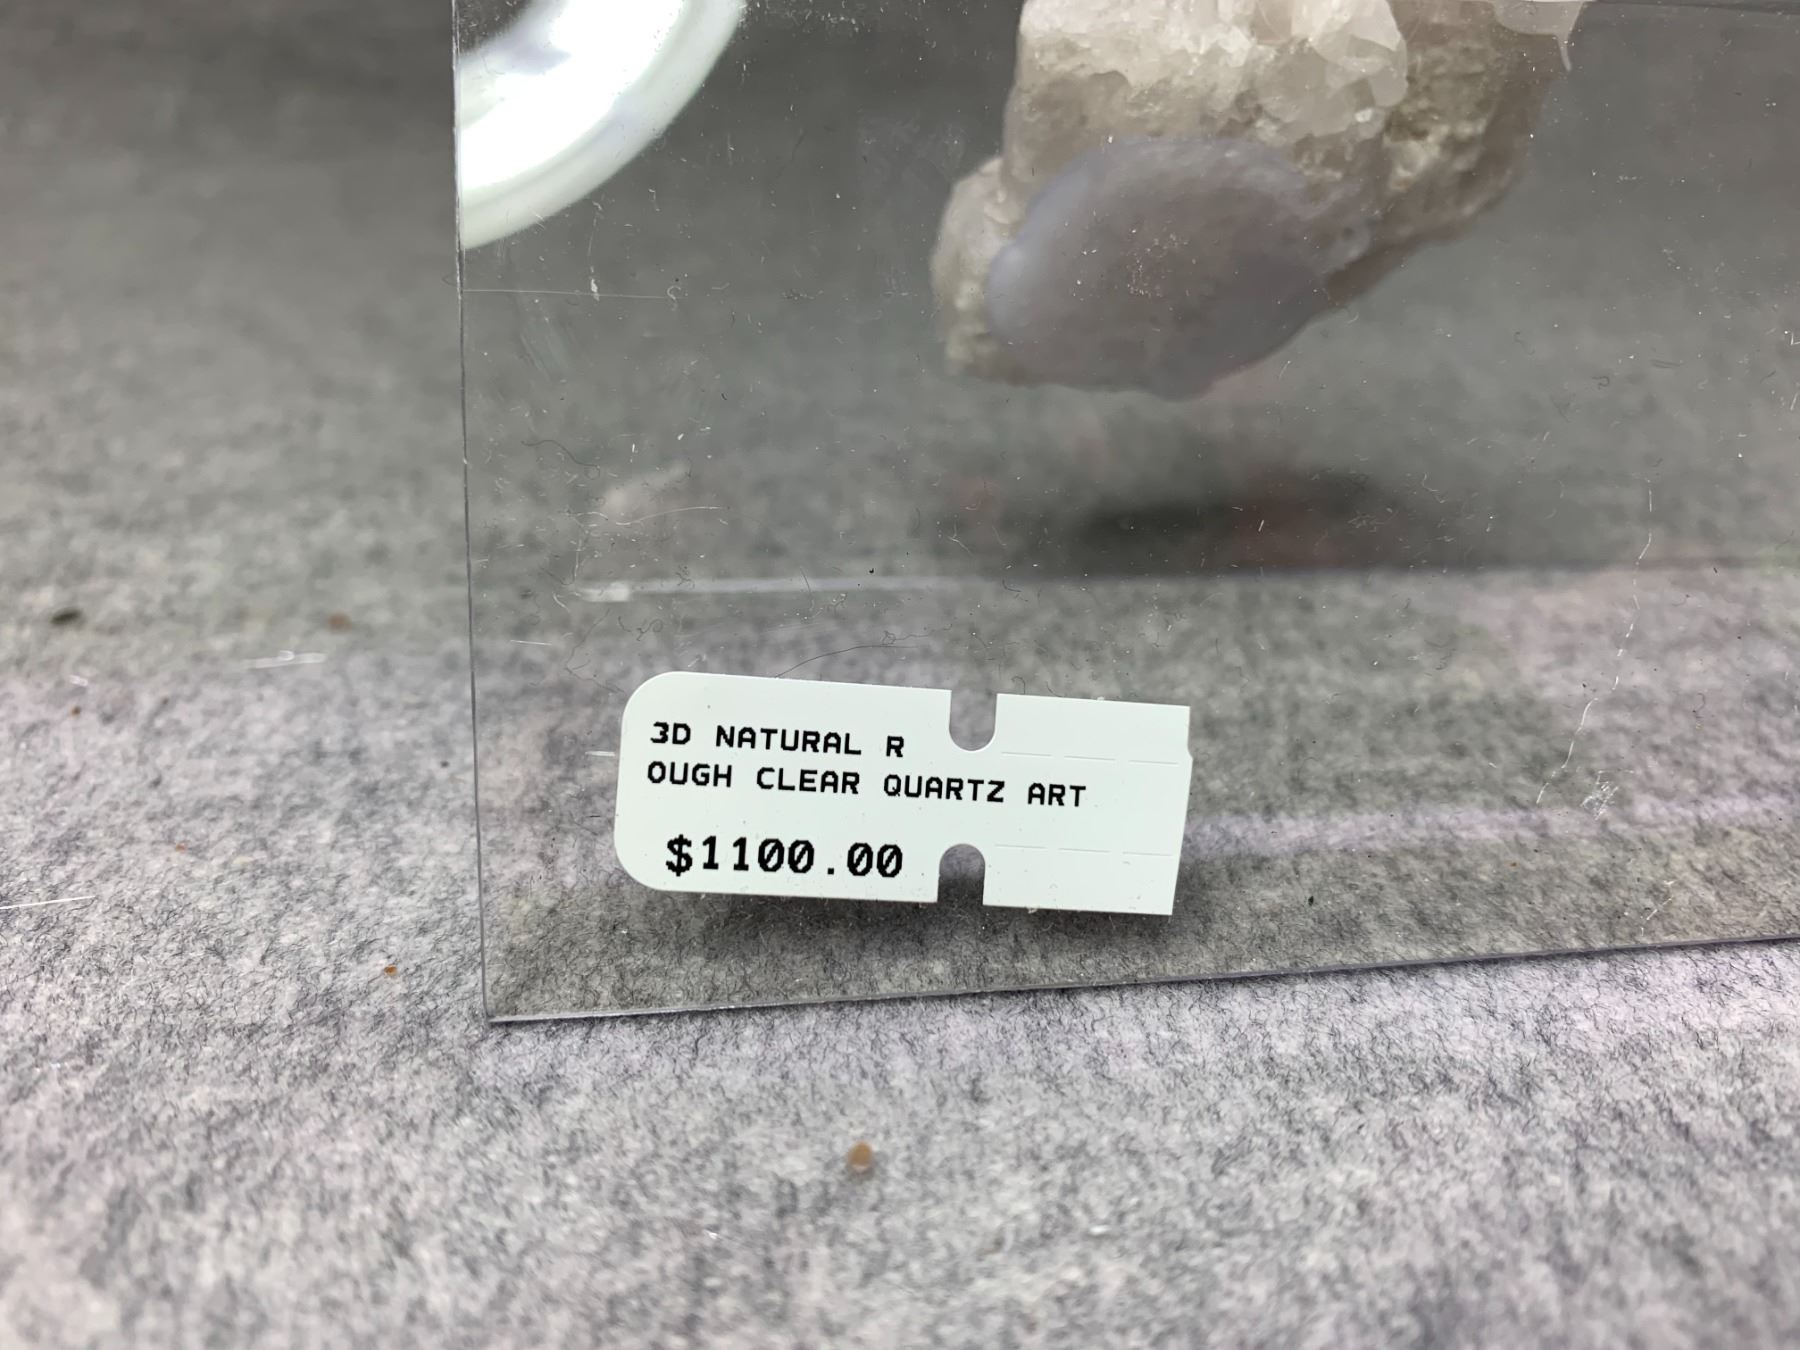 3D NATURAL R
OUGH CLEAR QUARTZ ART
$1100.00